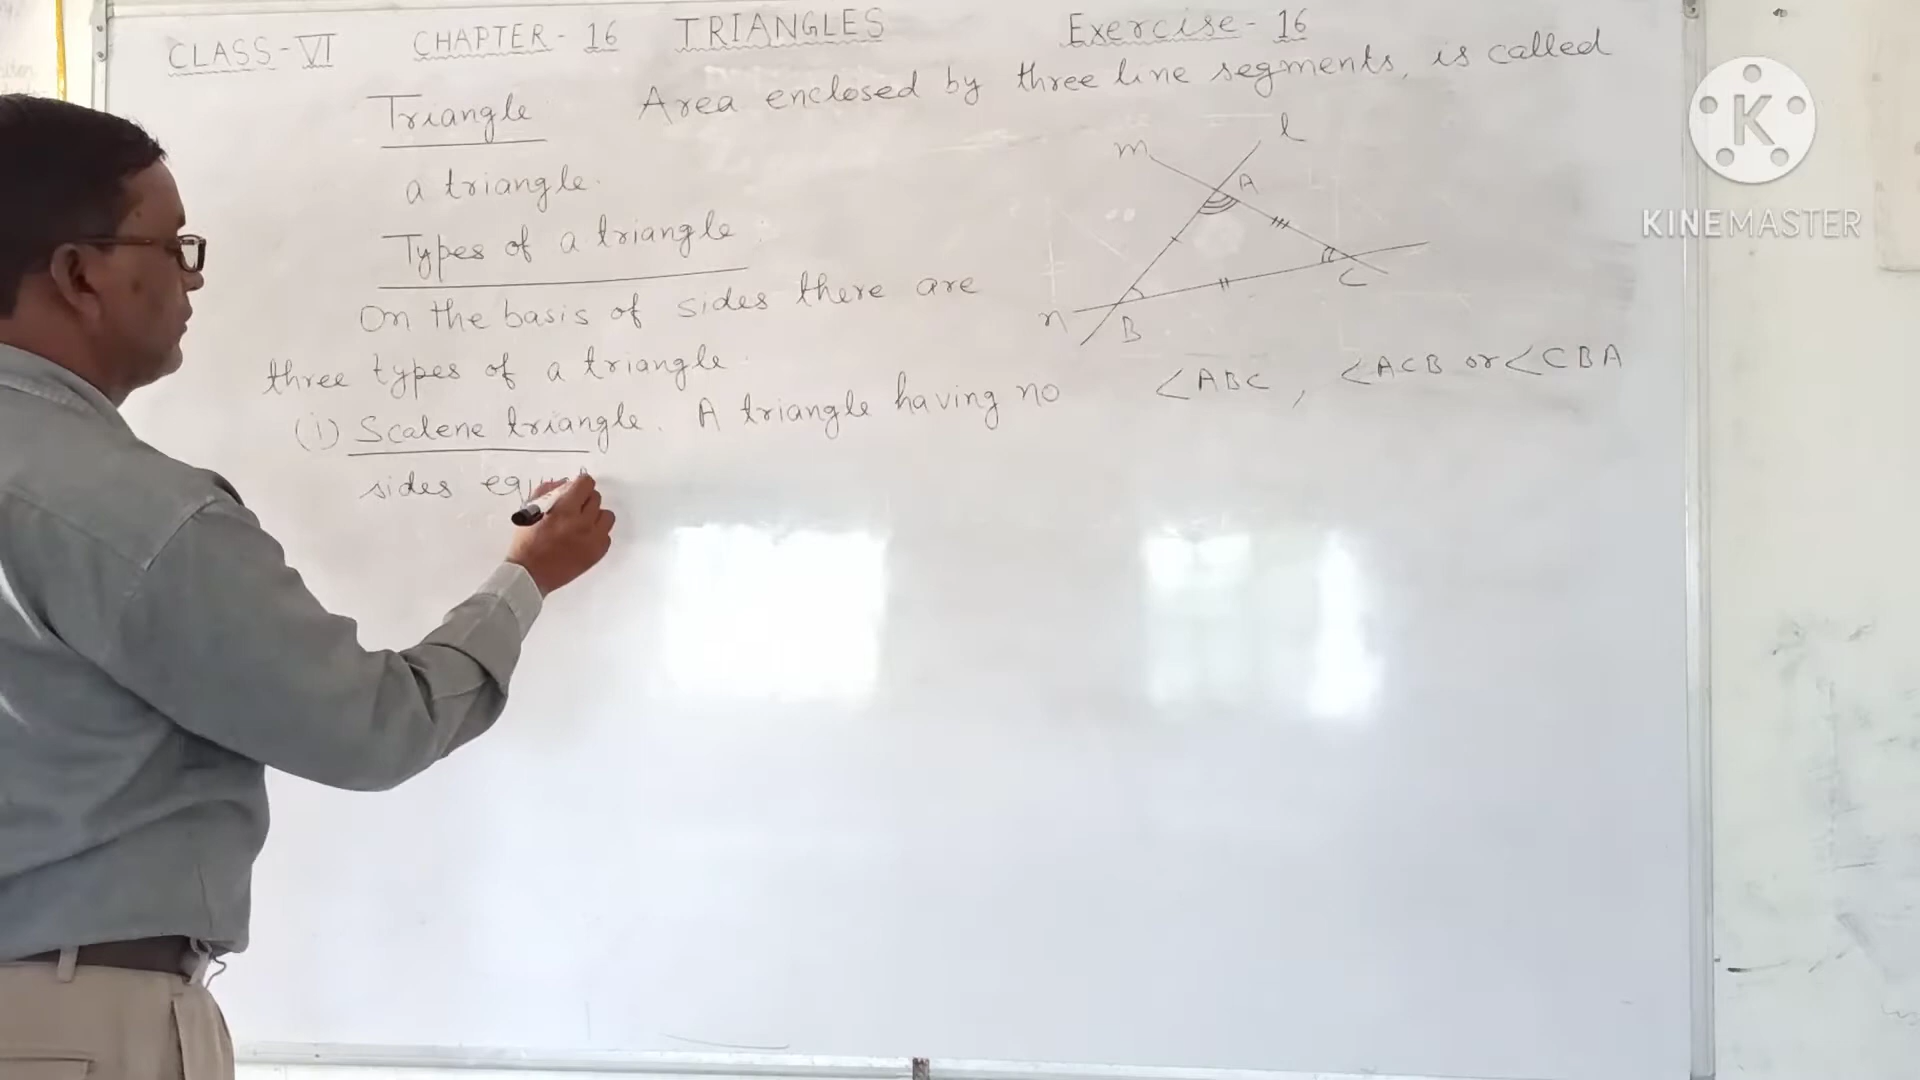 CLASS-VI CHAPTER-16 TRIANGLES Exercise-16
Triangle Area enclosed by three line segments, is called
a triangle.
Types of a triangle.
On the basis of sides there are
three types of a triangle.
(i) Scalene triangle. A triangle having no
sides
l
m
A
C
n
B
∠ABC, ∠ACB or ∠CBA
K
KINEMASTER